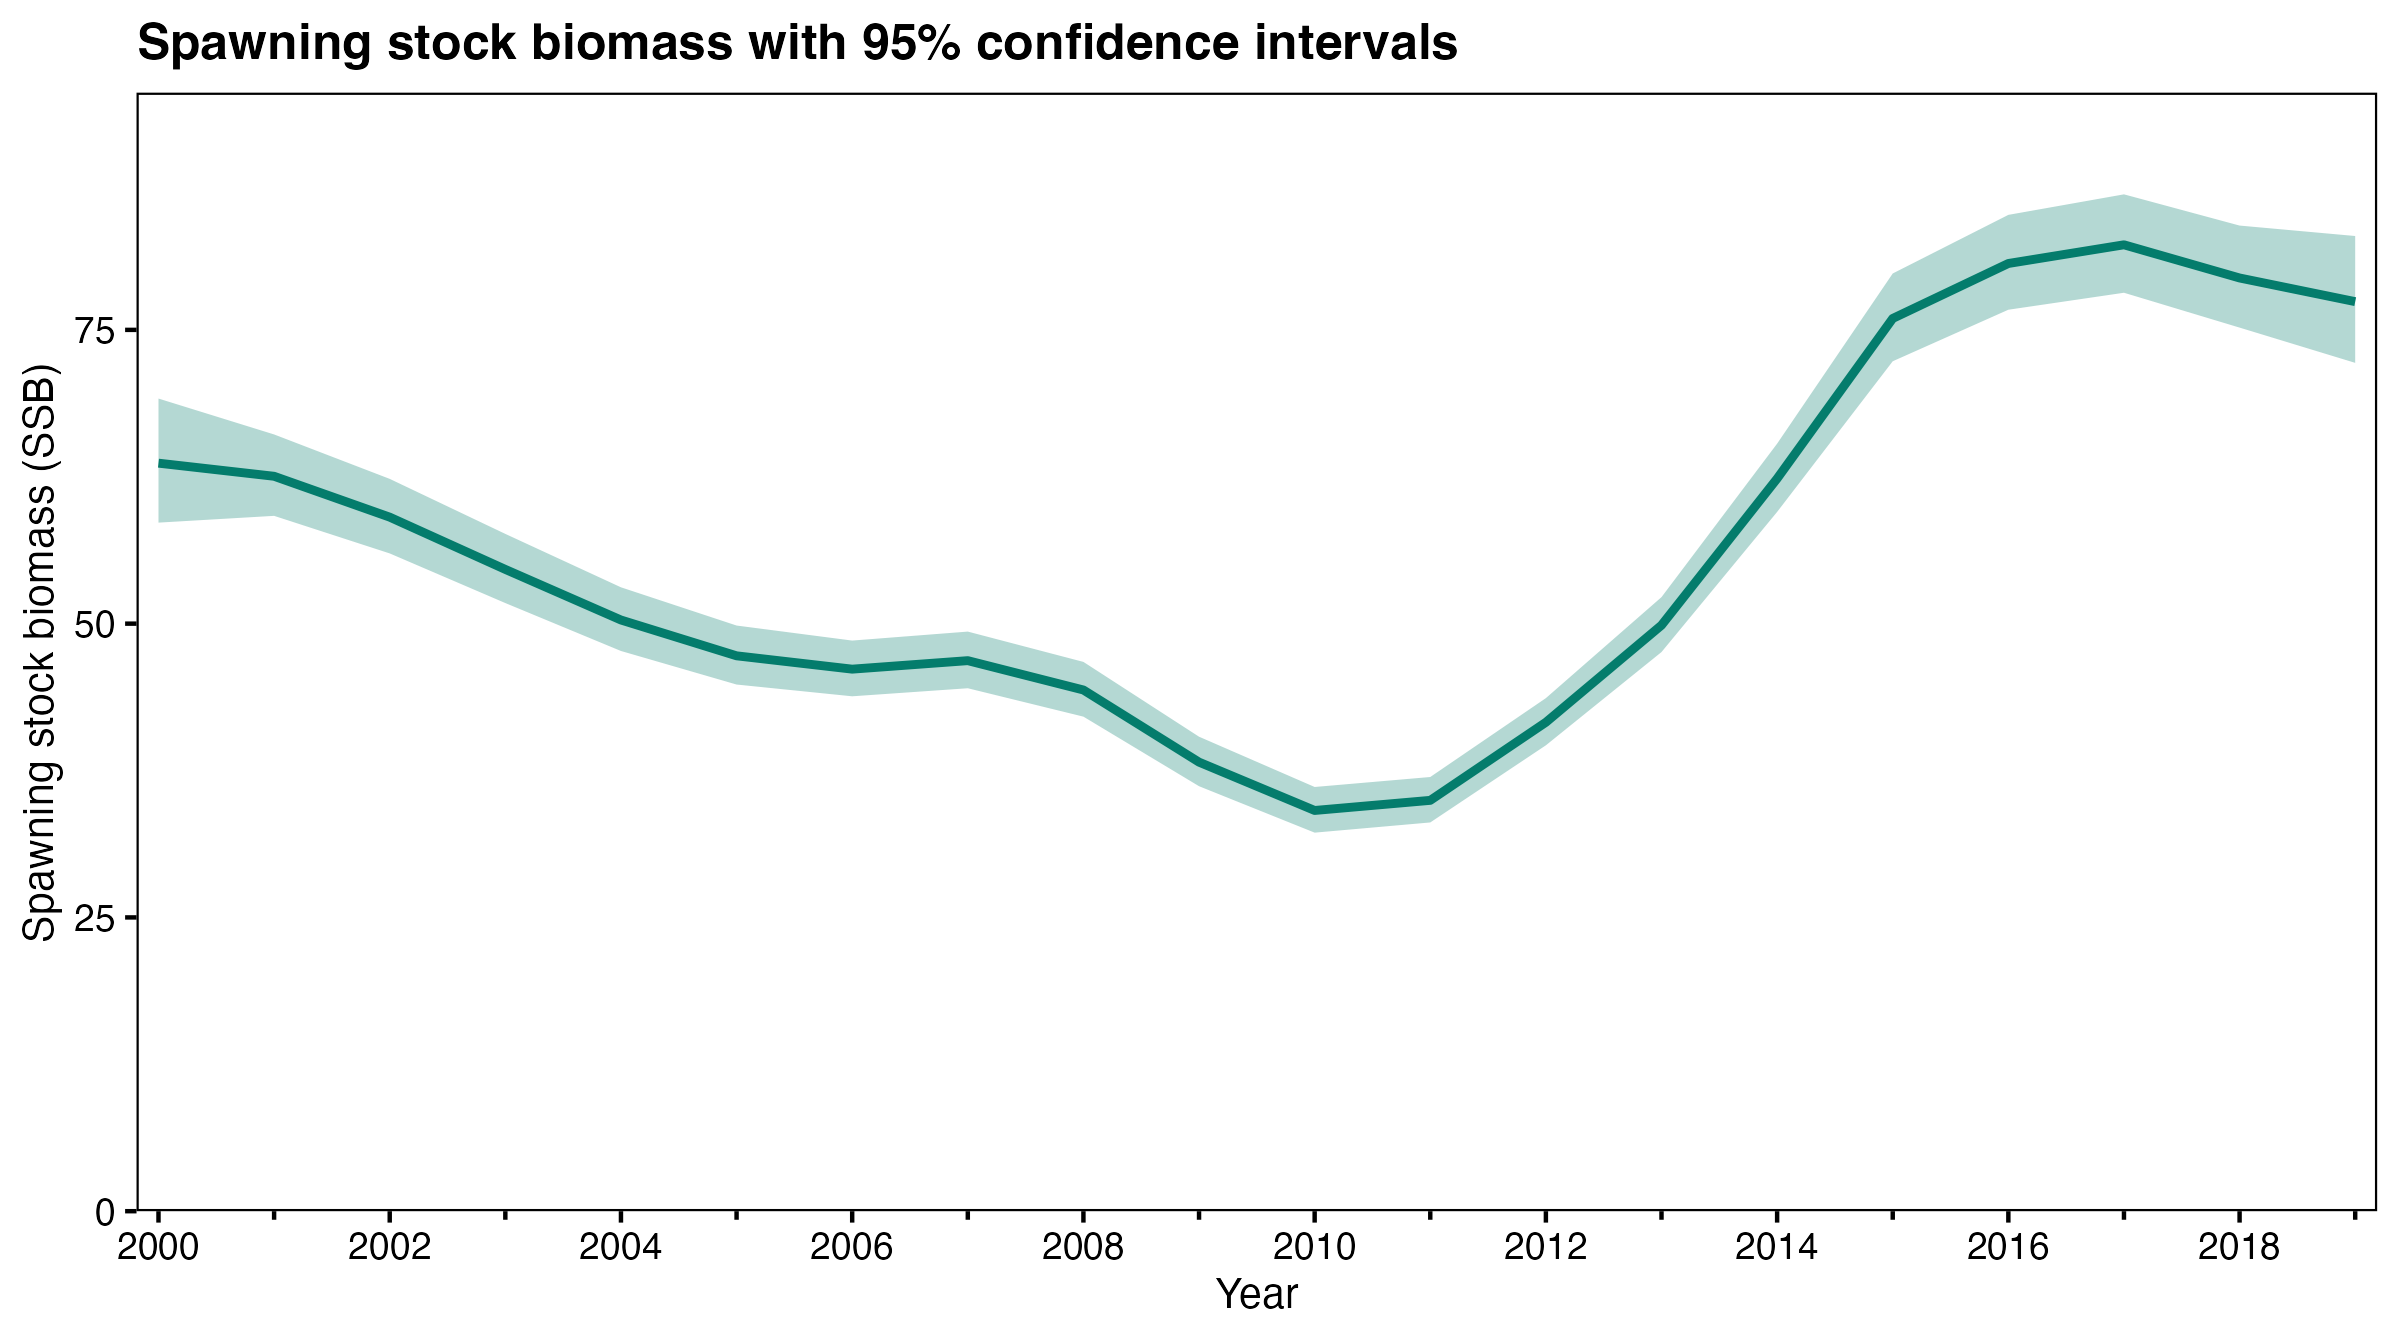 Spawning stock biomass with 95% confidence intervals
Spawning stock biomass (SSB)
75
50
25
0
2000 2002 2004 2006 2008 2010 2012 2014 2016 2018
Year